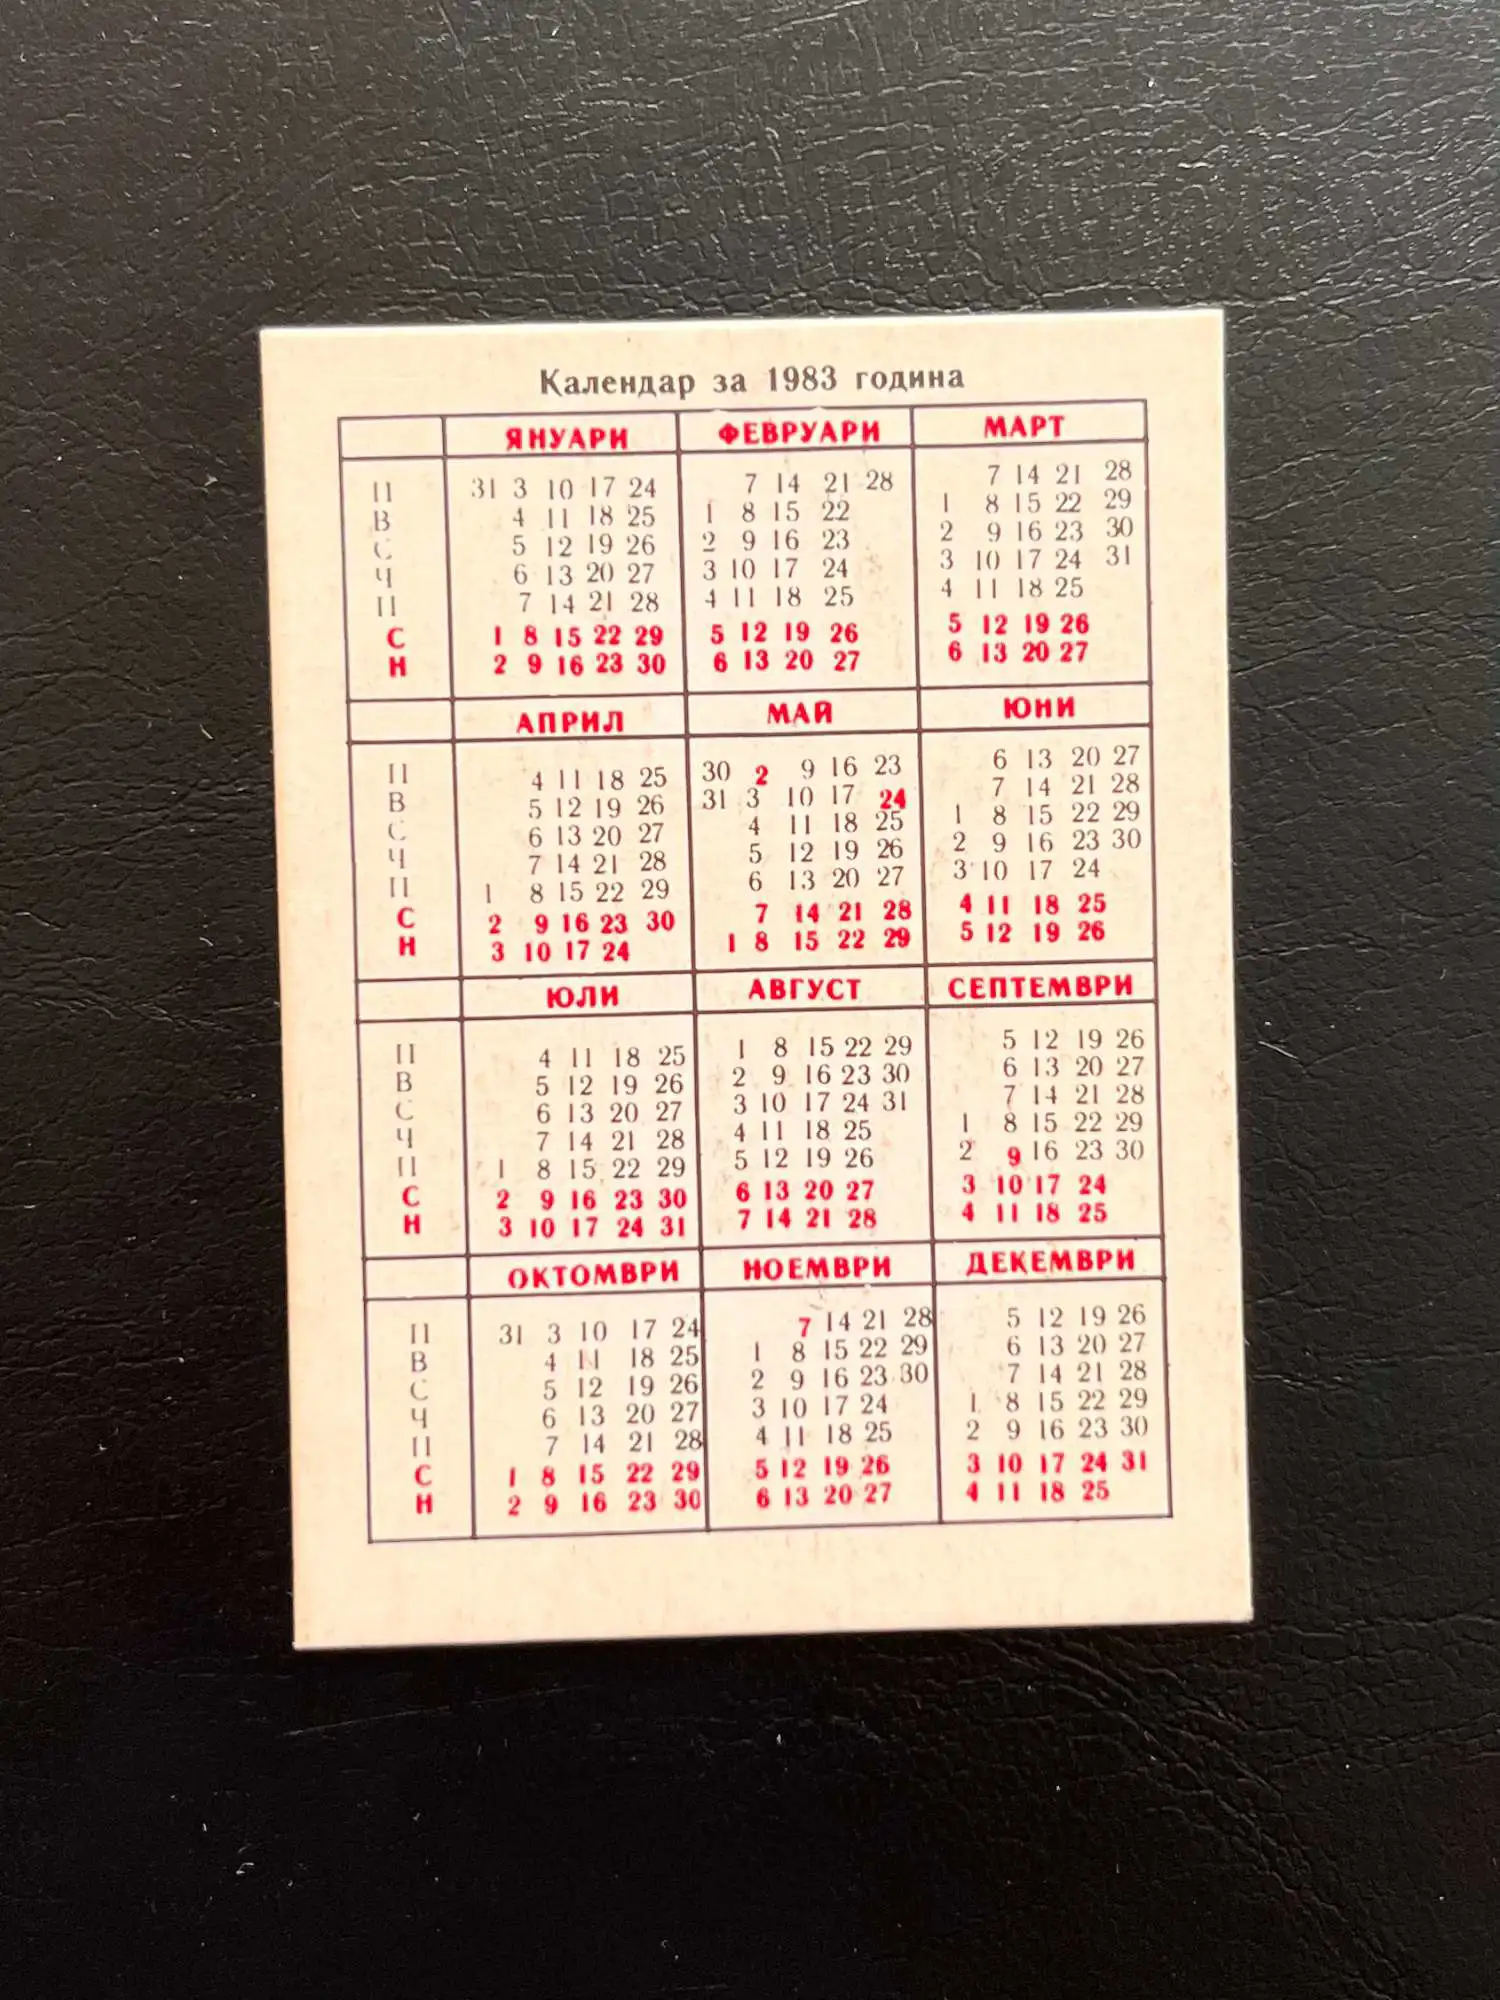 Календар за 1983 година
ЯНУАРИ ФЕВРУАРИ МАРТ
П 31 3 10 17 24 7 14 21 28 7 14 21 28
В 4 11 18 25 1 8 15 22 1 8 15 22 29
С 5 12 19 26 2 9 16 23 2 9 16 23 30
Ч 6 13 20 27 3 10 17 24 3 10 17 24 31
П 7 14 21 28 4 11 18 25 4 11 18 25
С 1 8 15 22 29 5 12 19 26 5 12 19 26
Н 2 9 16 23 30 6 13 20 27 6 13 20 27
АПРИЛ МАЙ ЮНИ
П 4 11 18 25 30 2 9 16 23 6 13 20 27
В 5 12 19 26 31 3 10 17 24 7 14 21 28
С 6 13 20 27 4 11 18 25 1 8 15 22 29
Ч 7 14 21 28 5 12 19 26 2 9 16 23 30
П 1 8 15 22 29 6 13 20 27 3 10 17 24
С 2 9 16 23 30 7 14 21 28 4 11 18 25
Н 3 10 17 24 1 8 15 22 29 5 12 19 26
ЮЛИ АВГУСТ СЕПТЕМВРИ
П 4 11 18 25 1 8 15 22 29 5 12 19 26
В 5 12 19 26 2 9 16 23 30 6 13 20 27
С 6 13 20 27 3 10 17 24 31 7 14 21 28
Ч 7 14 21 28 4 11 18 25 1 8 15 22 29
П 1 8 15 22 29 5 12 19 26 2 9 16 23 30
С 2 9 16 23 30 6 13 20 27 3 10 17 24
Н 3 10 17 24 31 7 14 21 28 4 11 18 25
ОКТОМВРИ НОЕМВРИ ДЕКЕМВРИ
П 31 3 10 17 24 7 14 21 28 5 12 19 26
В 4 11 18 25 1 8 15 22 29 6 13 20 27
С 5 12 19 26 2 9 16 23 30 7 14 21 28
Ч 6 13 20 27 3 10 17 24 1 8 15 22 29
П 7 14 21 28 4 11 18 25 2 9 16 23 30
С 1 8 15 22 29 5 12 19 26 3 10 17 24 31
Н 2 9 16 23 30 6 13 20 27 4 11 18 25